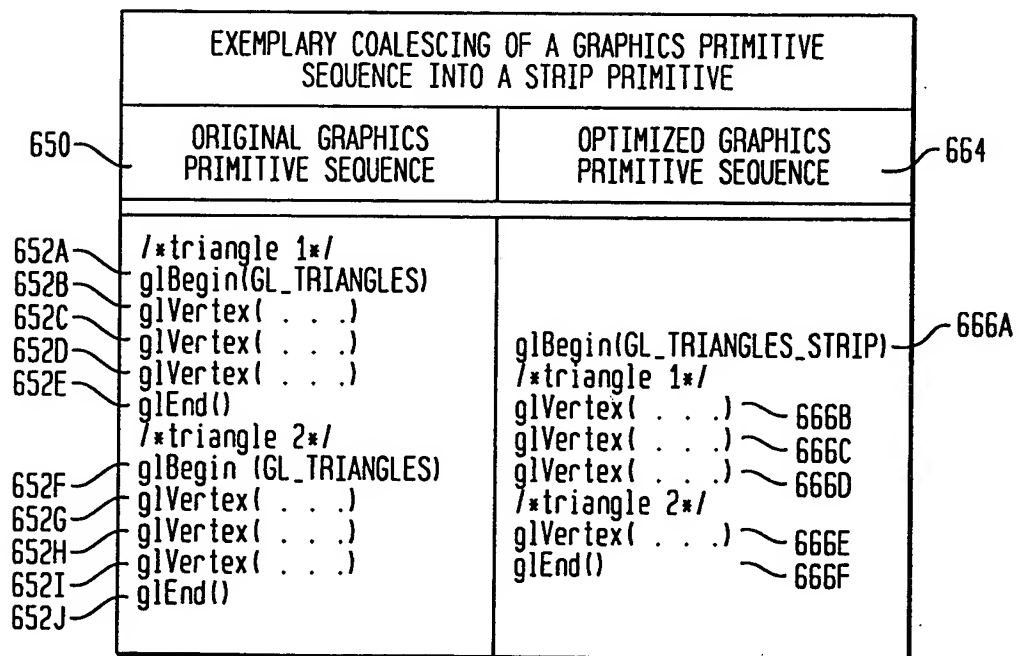 EXEMPLARY COALESCING OF A GRAPHICS PRIMITIVE
SEQUENCE INTO A STRIP PRIMITIVE
650
ORIGINAL GRAPHICS
PRIMITIVE SEQUENCE
OPTIMIZED GRAPHICS
PRIMITIVE SEQUENCE
664
/*triangle 1*/
652A
glBegin(GL_TRIANGLES)
652B
glVertex( . . .)
652C
glVertex( . . .)
652D
glVertex( . . .)
652E
glEnd()
/*triangle 2*/
652F
glBegin (GL_TRIANGLES)
652G
glVertex( . . .)
652H
glVertex( . . .)
652I
glVertex( . . .)
652J
glEnd()
glBegin(GL_TRIANGLES_STRIP)
666A
/*triangle 1*/
glVertex( . . .)
666B
glVertex( . . .)
666C
glVertex( . . .)
666D
/*triangle 2*/
glVertex( . . .)
666E
glEnd()
666F